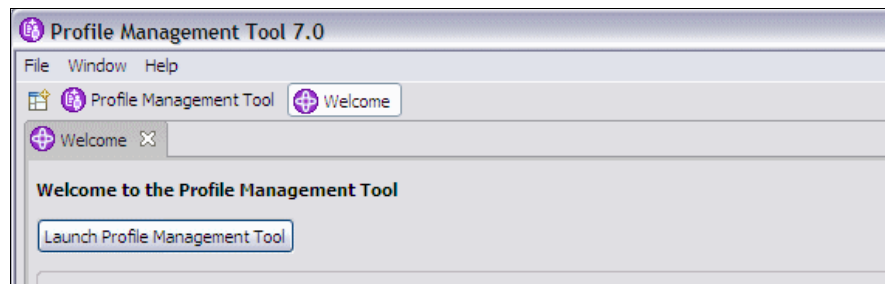 Profile Management Tool 7.0
File Window Help
Profile Management Tool Welcome
Welcome
Welcome to the Profile Management Tool
Launch Profile Management Tool